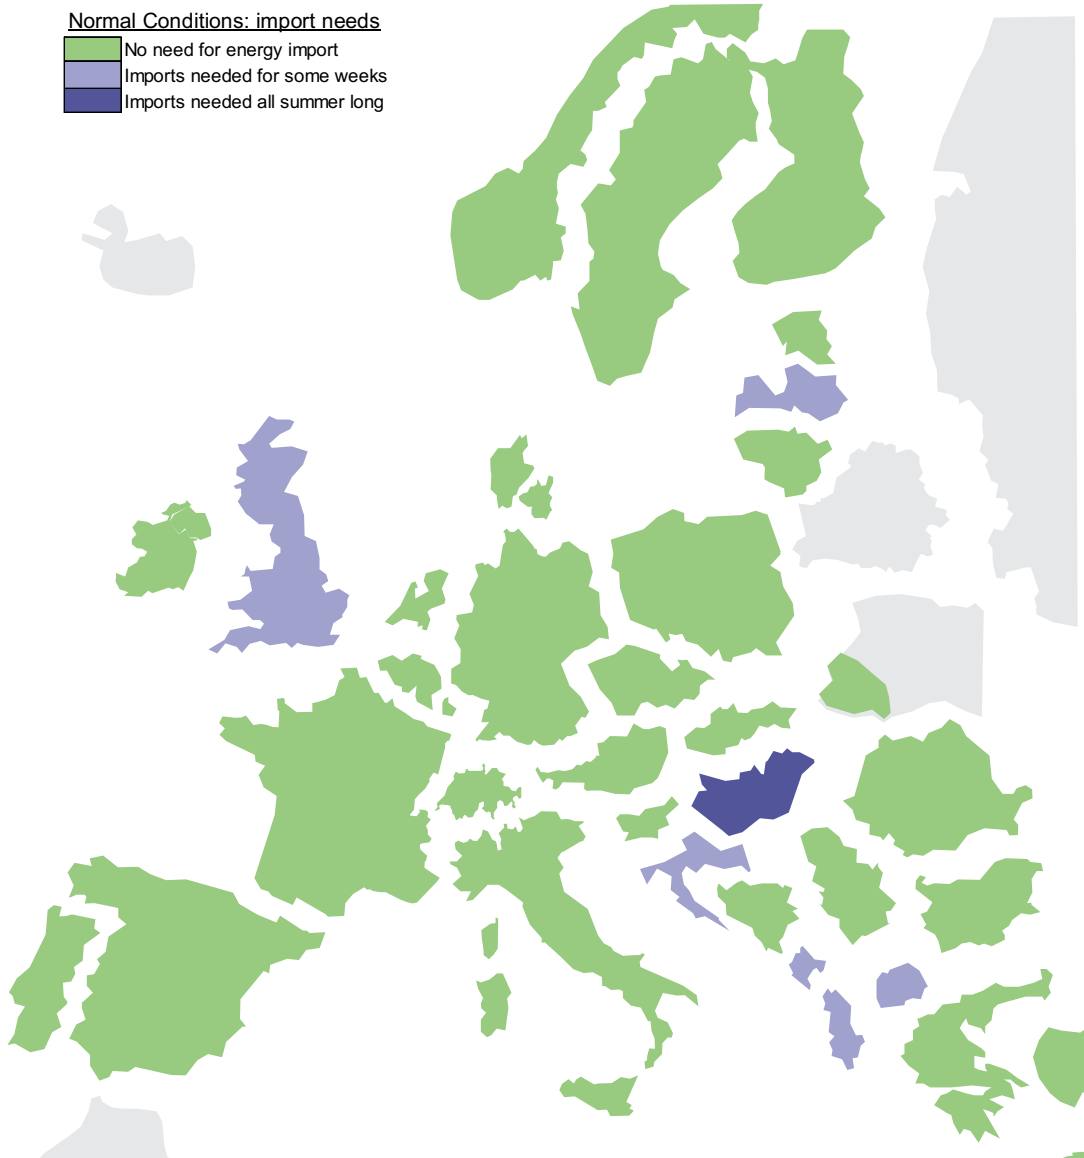 Normal Conditions: import needs
No need for energy import
Imports needed for some weeks
Imports needed all summer long